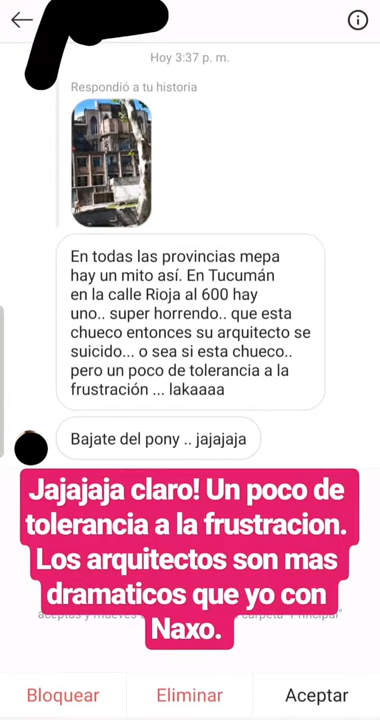 Hoy 3:37 p. m.
Respondió a tu historia
En todas las provincias mepa
hay un mito así. En Tucumán
en la calle Rioja al 600 hay
uno.. super horrendo.. que esta
chueco entonces su arquitecto se
suicido... o sea si esta chueco..
pero un poco de tolerancia a la
frustración ... lakaaaa
Bajate del pony .. jajajaja
Jajajaja claro! Un poco de
tolerancia a la frustracion.
Los arquitectos son mas
dramaticos que yo con
Naxo.
Bloquear Eliminar Aceptar